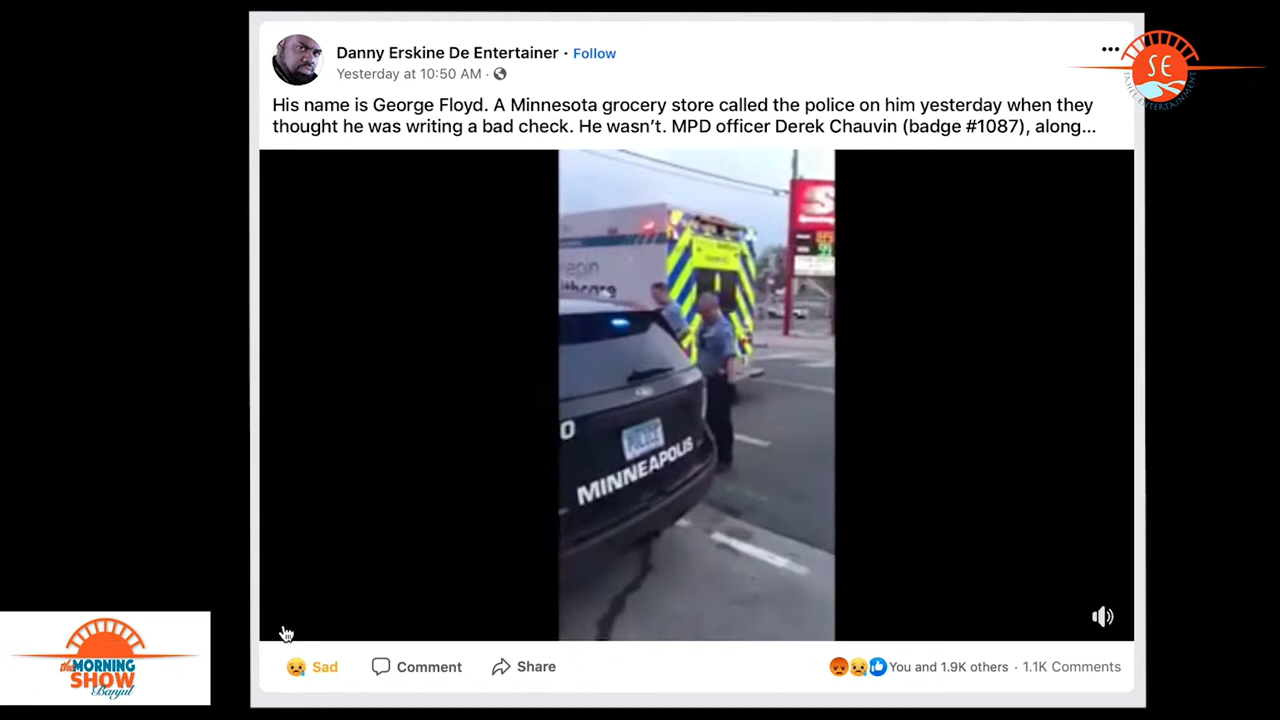 Danny Erskine De Entertainer · Follow
Yesterday at 10:50 AM ·
His name is George Floyd. A Minnesota grocery store called the police on him yesterday when they
thought he was writing a bad check. He wasn't. MPD officer Derek Chauvin (badge #1087), along...
SE
SAHEL ENTERTAINMENT
S
POLICE
MINNEAPOLIS
the MORNING
SHOW
Banjul
Sad
Comment
Share
You and 1.9K others · 1.1K Comments